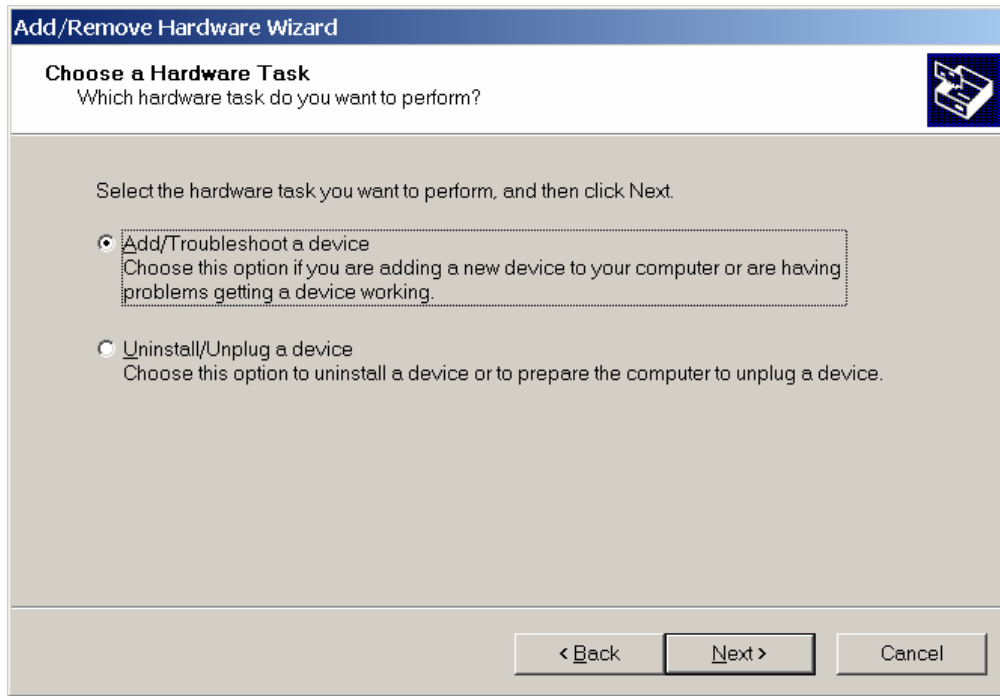 Add/Remove Hardware Wizard
Choose a Hardware Task
Which hardware task do you want to perform?
Select the hardware task you want to perform, and then click Next.
Add/Troubleshoot a device
Choose this option if you are adding a new device to your computer or are having
problems getting a device working.
Uninstall/Unplug a device
Choose this option to uninstall a device or to prepare the computer to unplug a device.
< Back Next > Cancel